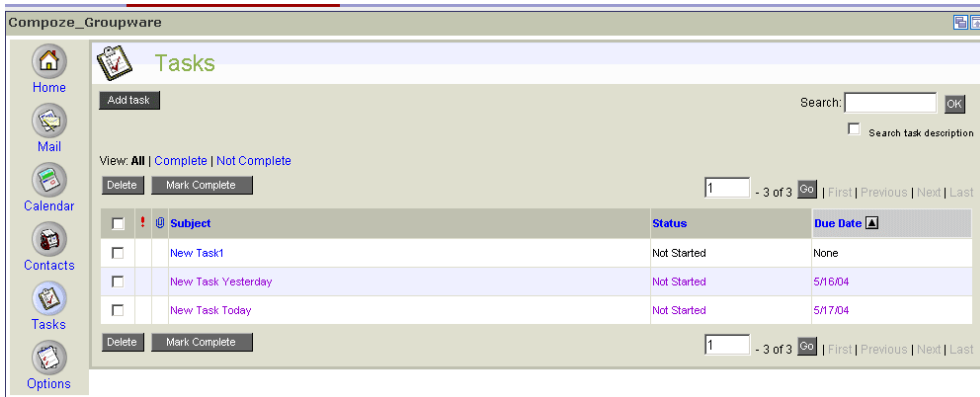 Compoze_Groupware
Home
Mail
Calendar
Contacts
Tasks
Options
Tasks
Add task
Search:
OK
Search task description
View: All | Complete | Not Complete
Delete Mark Complete
1 - 3 of 3 Go | First | Previous | Next | Last
! Subject Status Due Date
New Task1 Not Started None
New Task Yesterday Not Started 5/16/04
New Task Today Not Started 5/17/04
Delete Mark Complete
1 - 3 of 3 Go | First | Previous | Next | Last